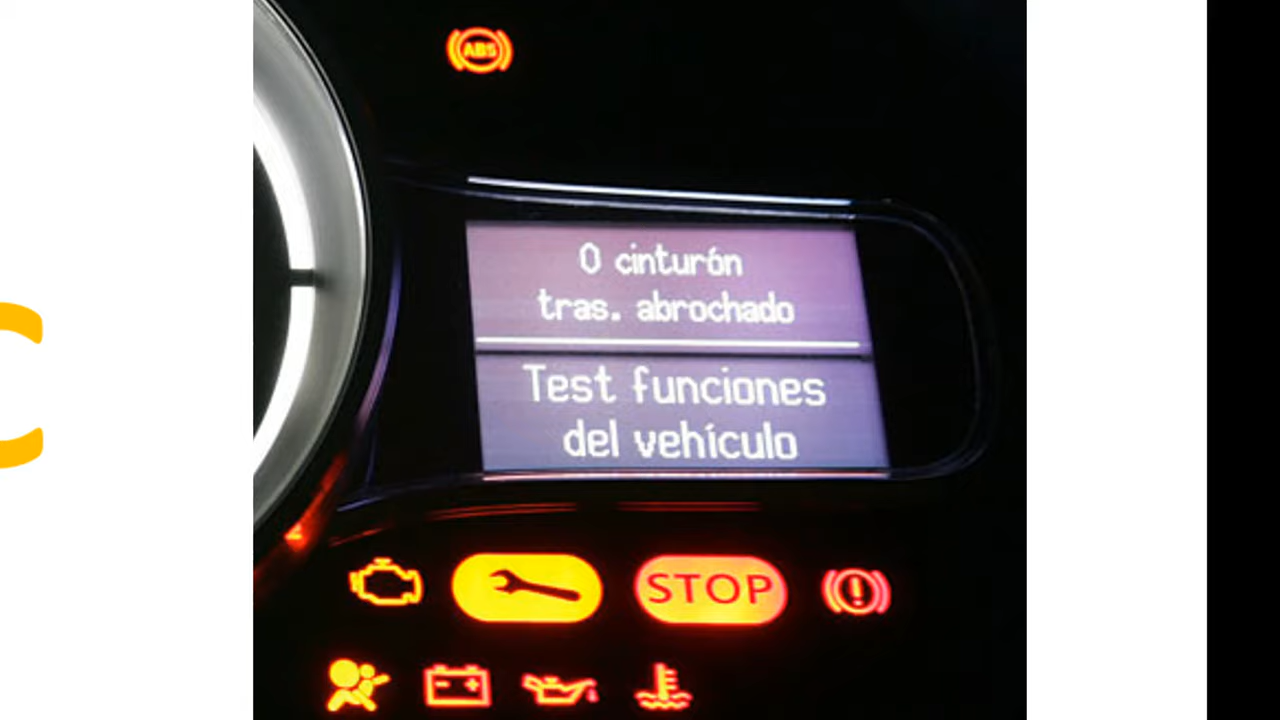 ABS
0 cinturón
tras. abrochado
Test funciones
del vehículo
STOP